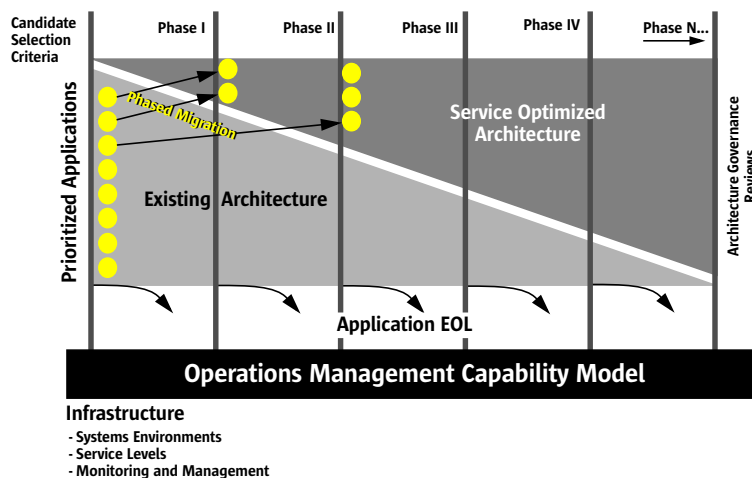 Candidate
Selection
Criteria
Phase I
Phase II
Phase III
Phase IV
Phase N...
Prioritized Applications
Phased Migration
Service Optimized
Architecture
Existing Architecture
Architecture Governance
Reviews
Application EOL
Operations Management Capability Model
Infrastructure
- Systems Environments
- Service Levels
- Monitoring and Management